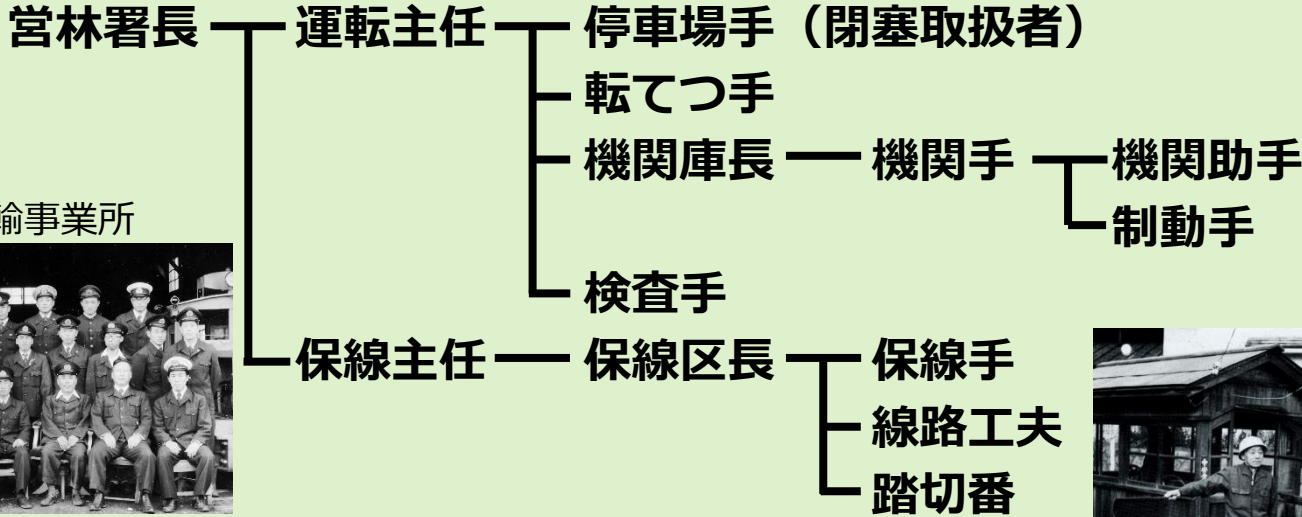 営林署長 運転主任 停車場手（閉塞取扱者）
転てつ手
機関庫長 機関手 機関助手
制動手
検査手
保線主任 保線区長 保線手
線路工夫
踏切番
輸事業所